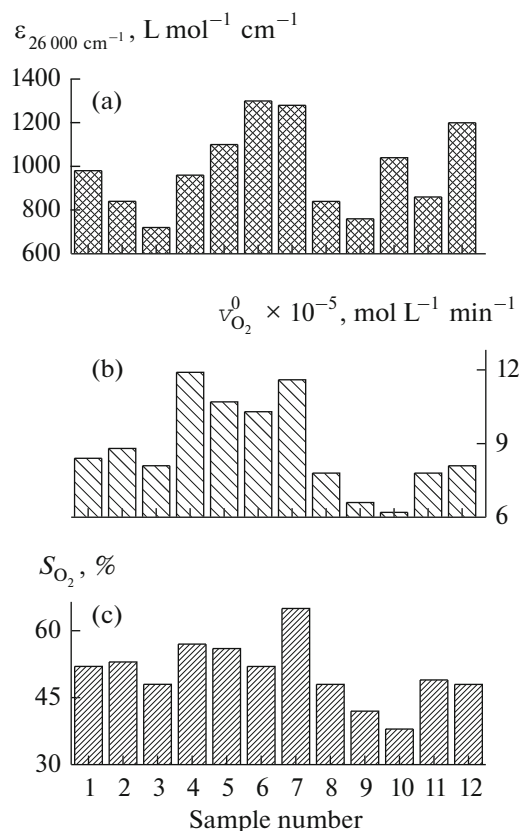 ε₂₆ ₀₀₀ cm⁻¹, L mol⁻¹ cm⁻¹
1400
(a)
1200
1000
800
600
v⁰O₂ × 10⁻⁵, mol L⁻¹ min⁻¹
(b)
12
9
6
S_O₂, %
(c)
60
45
30
1 2 3 4 5 6 7 8 9 10 11 12
Sample number